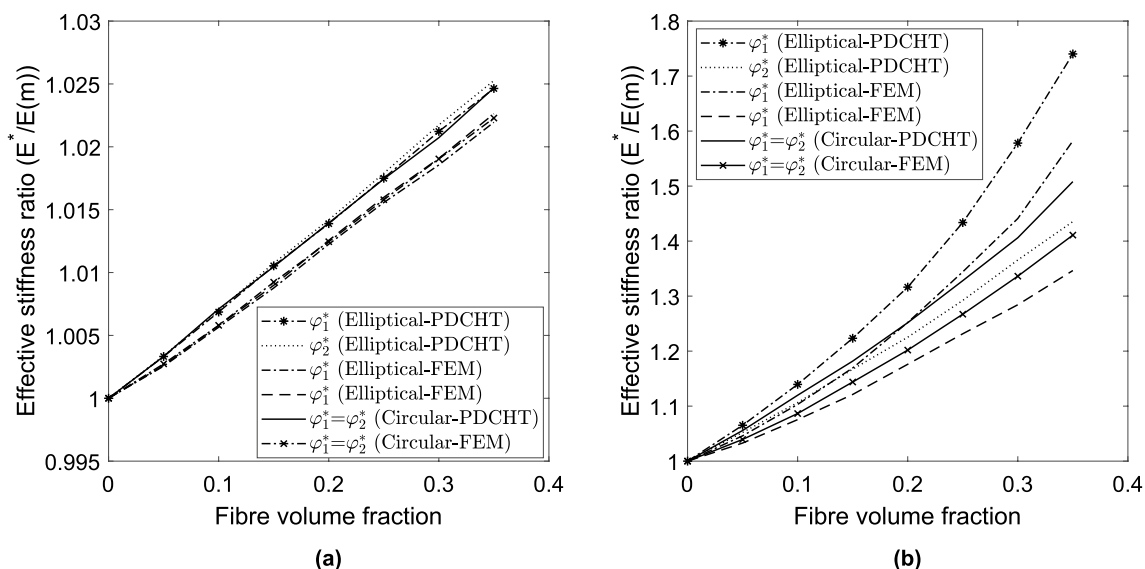 1.03
1.025
1.02
1.015
1.01
1.005
1
0.995
Effective stiffness ratio (E*/E(m))
φ₁* (Elliptical-PDCHT)
φ₂* (Elliptical-PDCHT)
φ₁* (Elliptical-FEM)
φ₁* (Elliptical-FEM)
φ₁*=φ₂* (Circular-PDCHT)
φ₁*=φ₂* (Circular-FEM)
0 0.1 0.2 0.3 0.4
Fibre volume fraction
(a)
1.8
1.7
1.6
1.5
1.4
1.3
1.2
1.1
1
Effective stiffness ratio (E*/E(m))
φ₁* (Elliptical-PDCHT)
φ₂* (Elliptical-PDCHT)
φ₁* (Elliptical-FEM)
φ₁* (Elliptical-FEM)
φ₁*=φ₂* (Circular-PDCHT)
φ₁*=φ₂* (Circular-FEM)
0 0.1 0.2 0.3 0.4
Fibre volume fraction
(b)